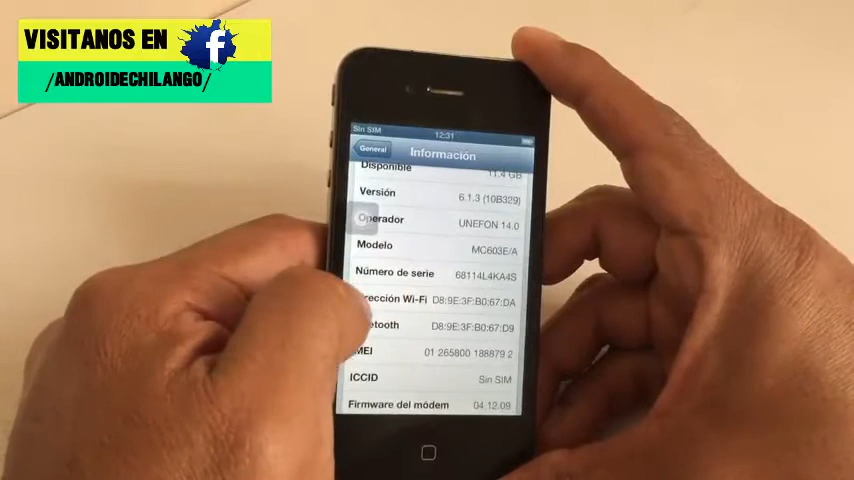 VISITANOS EN f
/ANDROIDECHILANGO/
Sin SIM 12:31
General Información
Disponible 11.4 GB
Versión 6.1.3 (10B329)
Operador UNEFON 14.0
Modelo MC603E/A
Número de serie 68114L4KA4S
rección Wi-Fi D8:9E:3F:B0:67:DA
etooth D8:9E:3F:B0:67:D9
MEI 01 265800 188879 2
ICCID Sin SIM
Firmware del módem 04.12.09